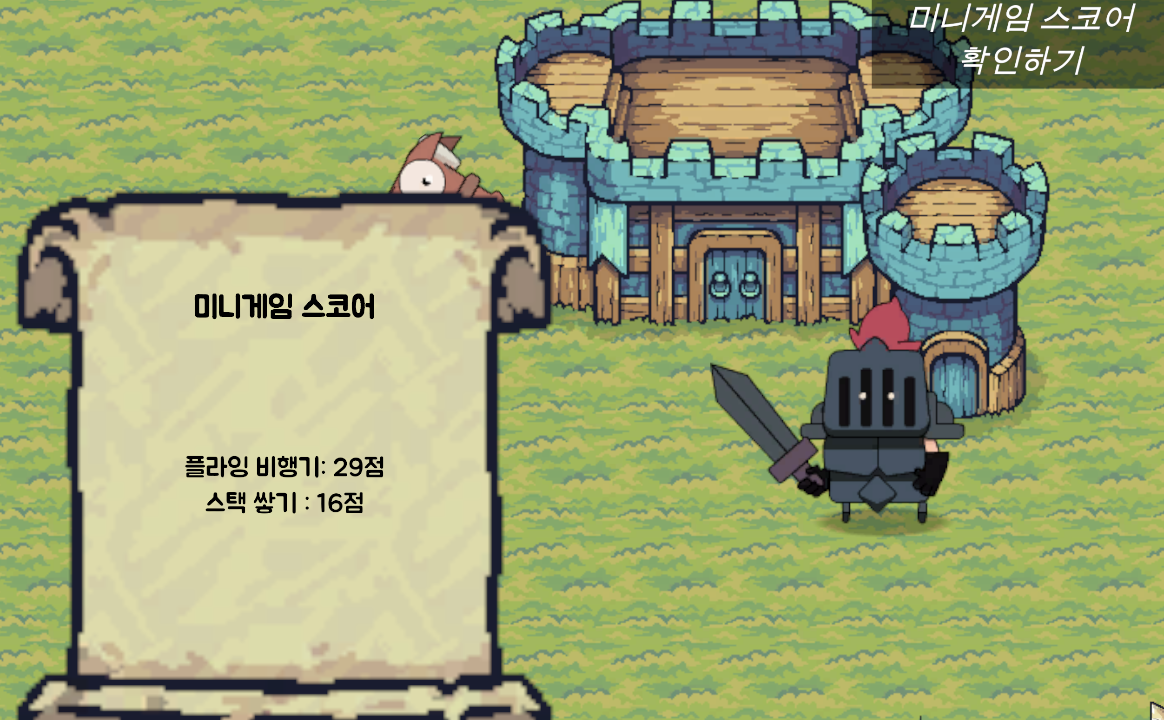 미니게임 스코어
확인하기
미니게임 스코어
플라잉 비행기: 29점
스택 쌓기 : 16점